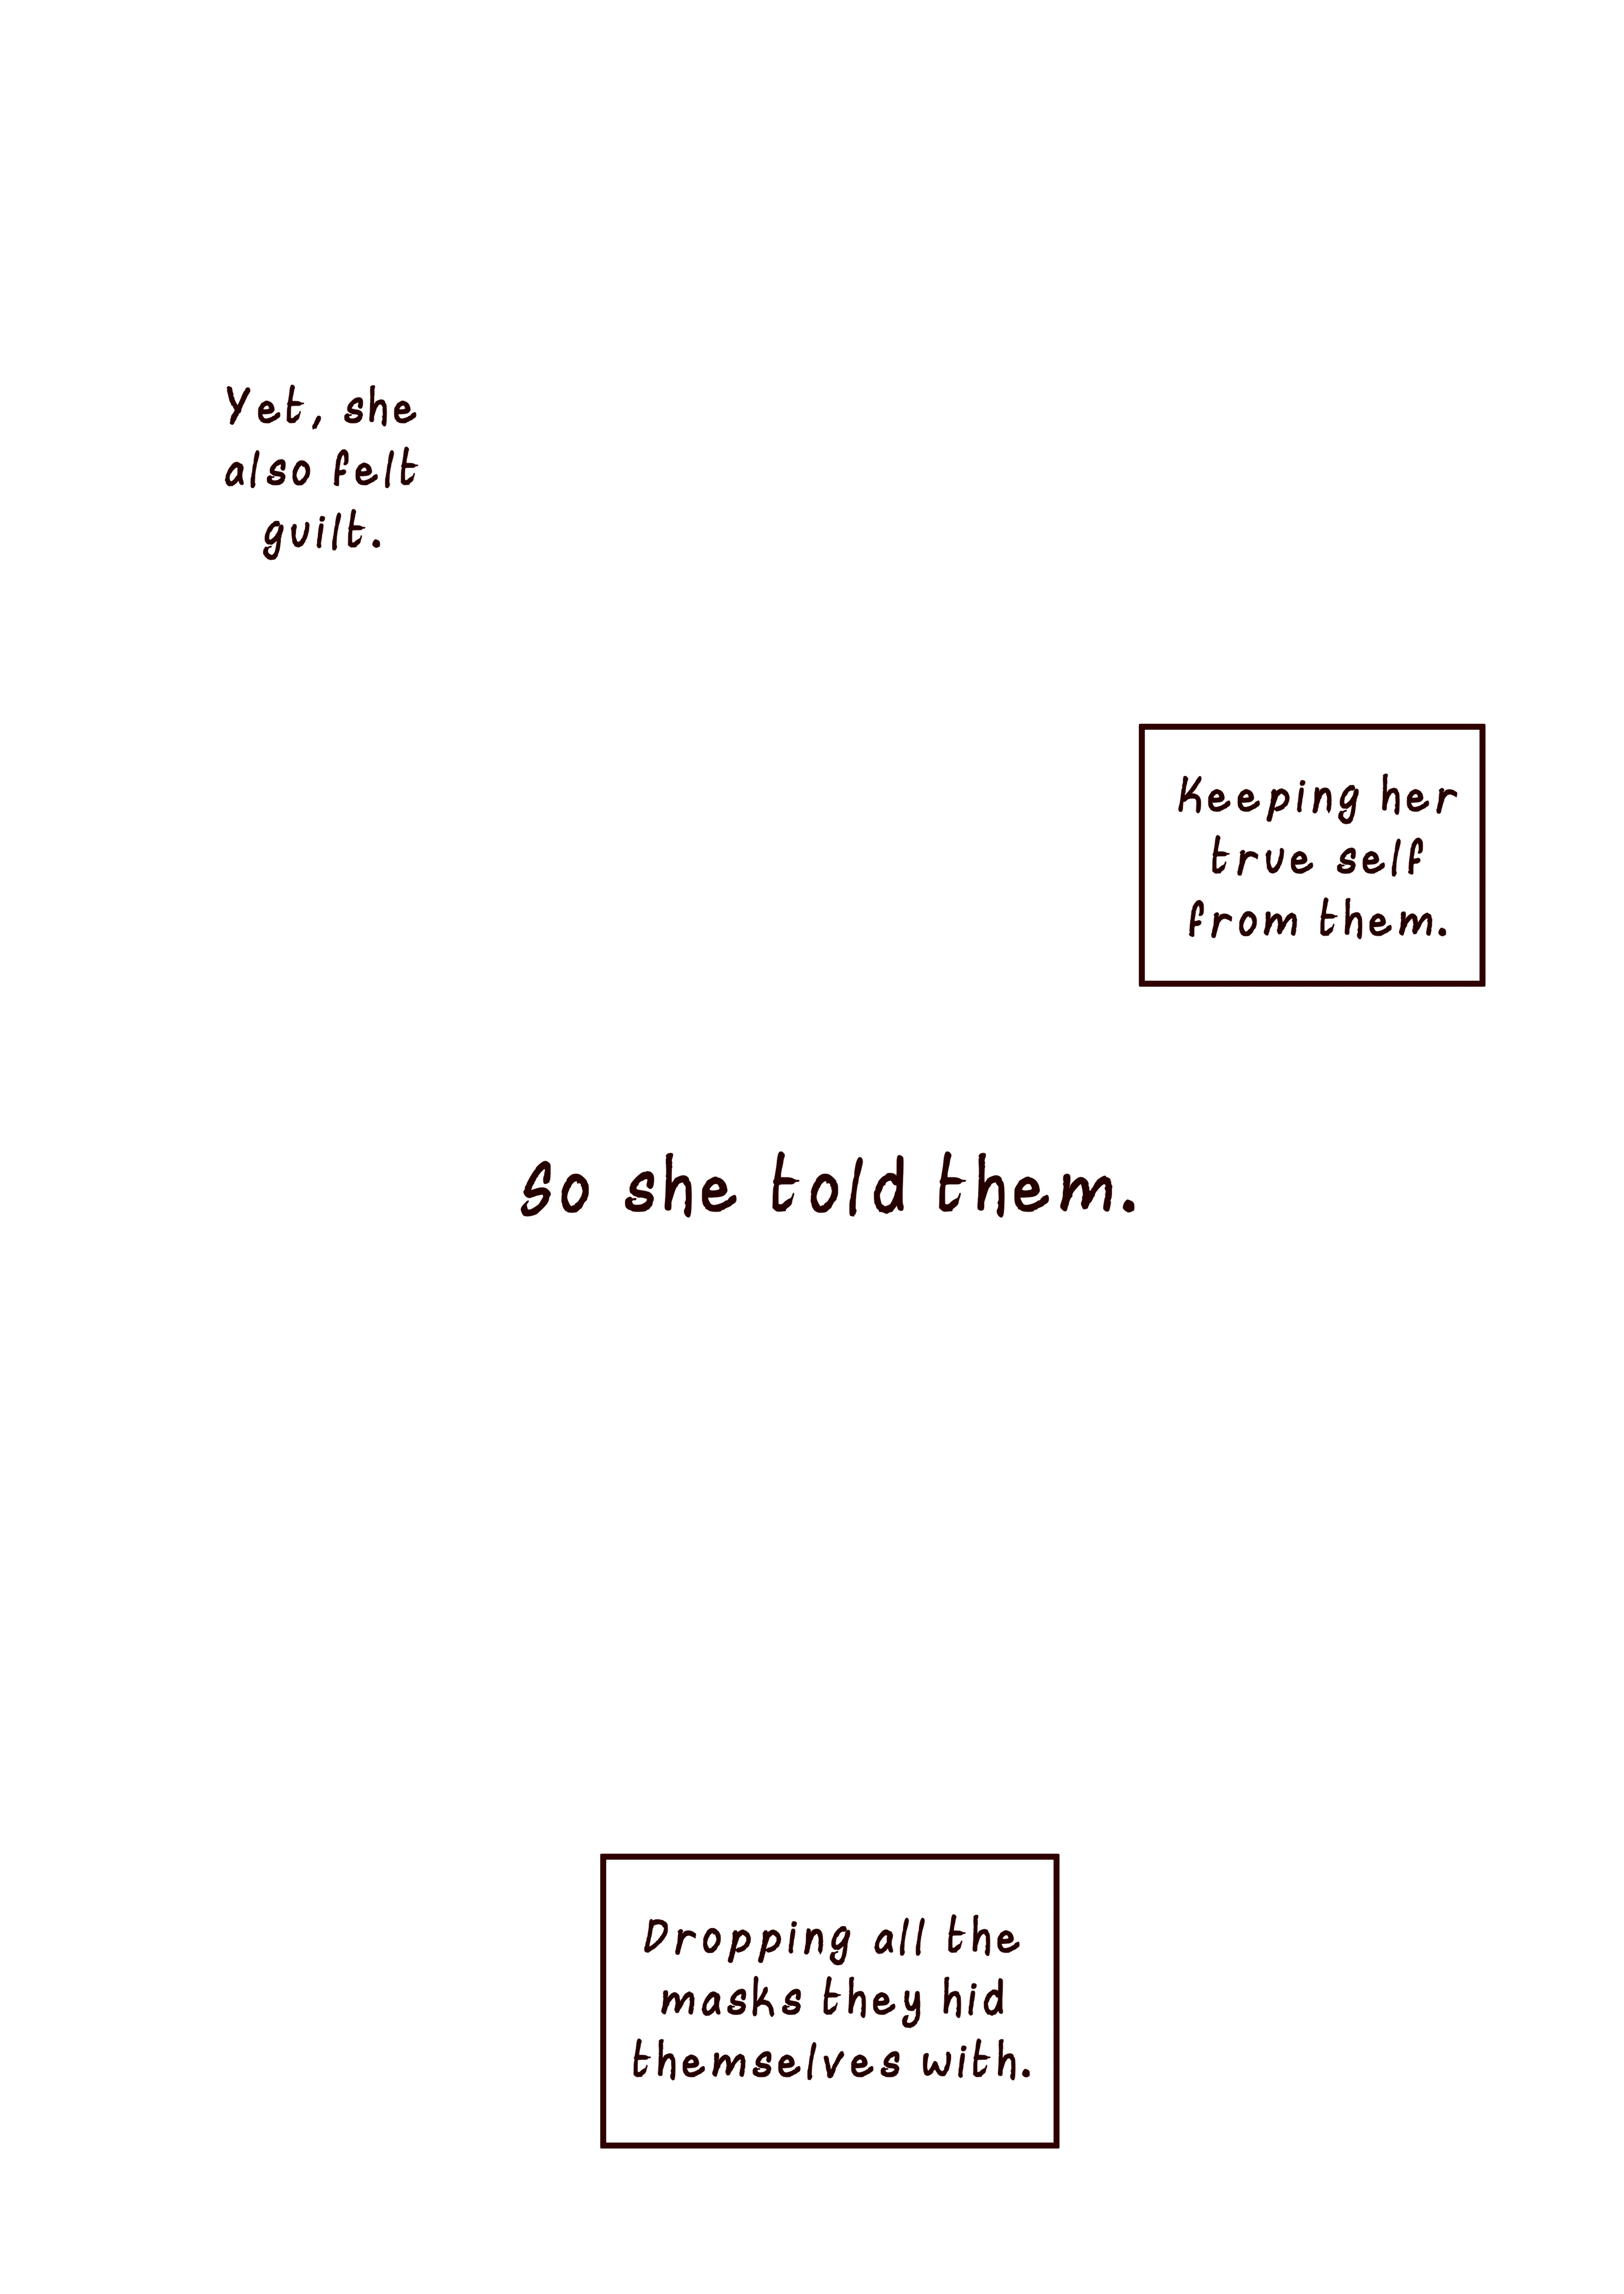 Yet, she
also felt
guilt.
Keeping her
true self
from them.
So she told them.
Dropping all the
masks they hid
themselves with.